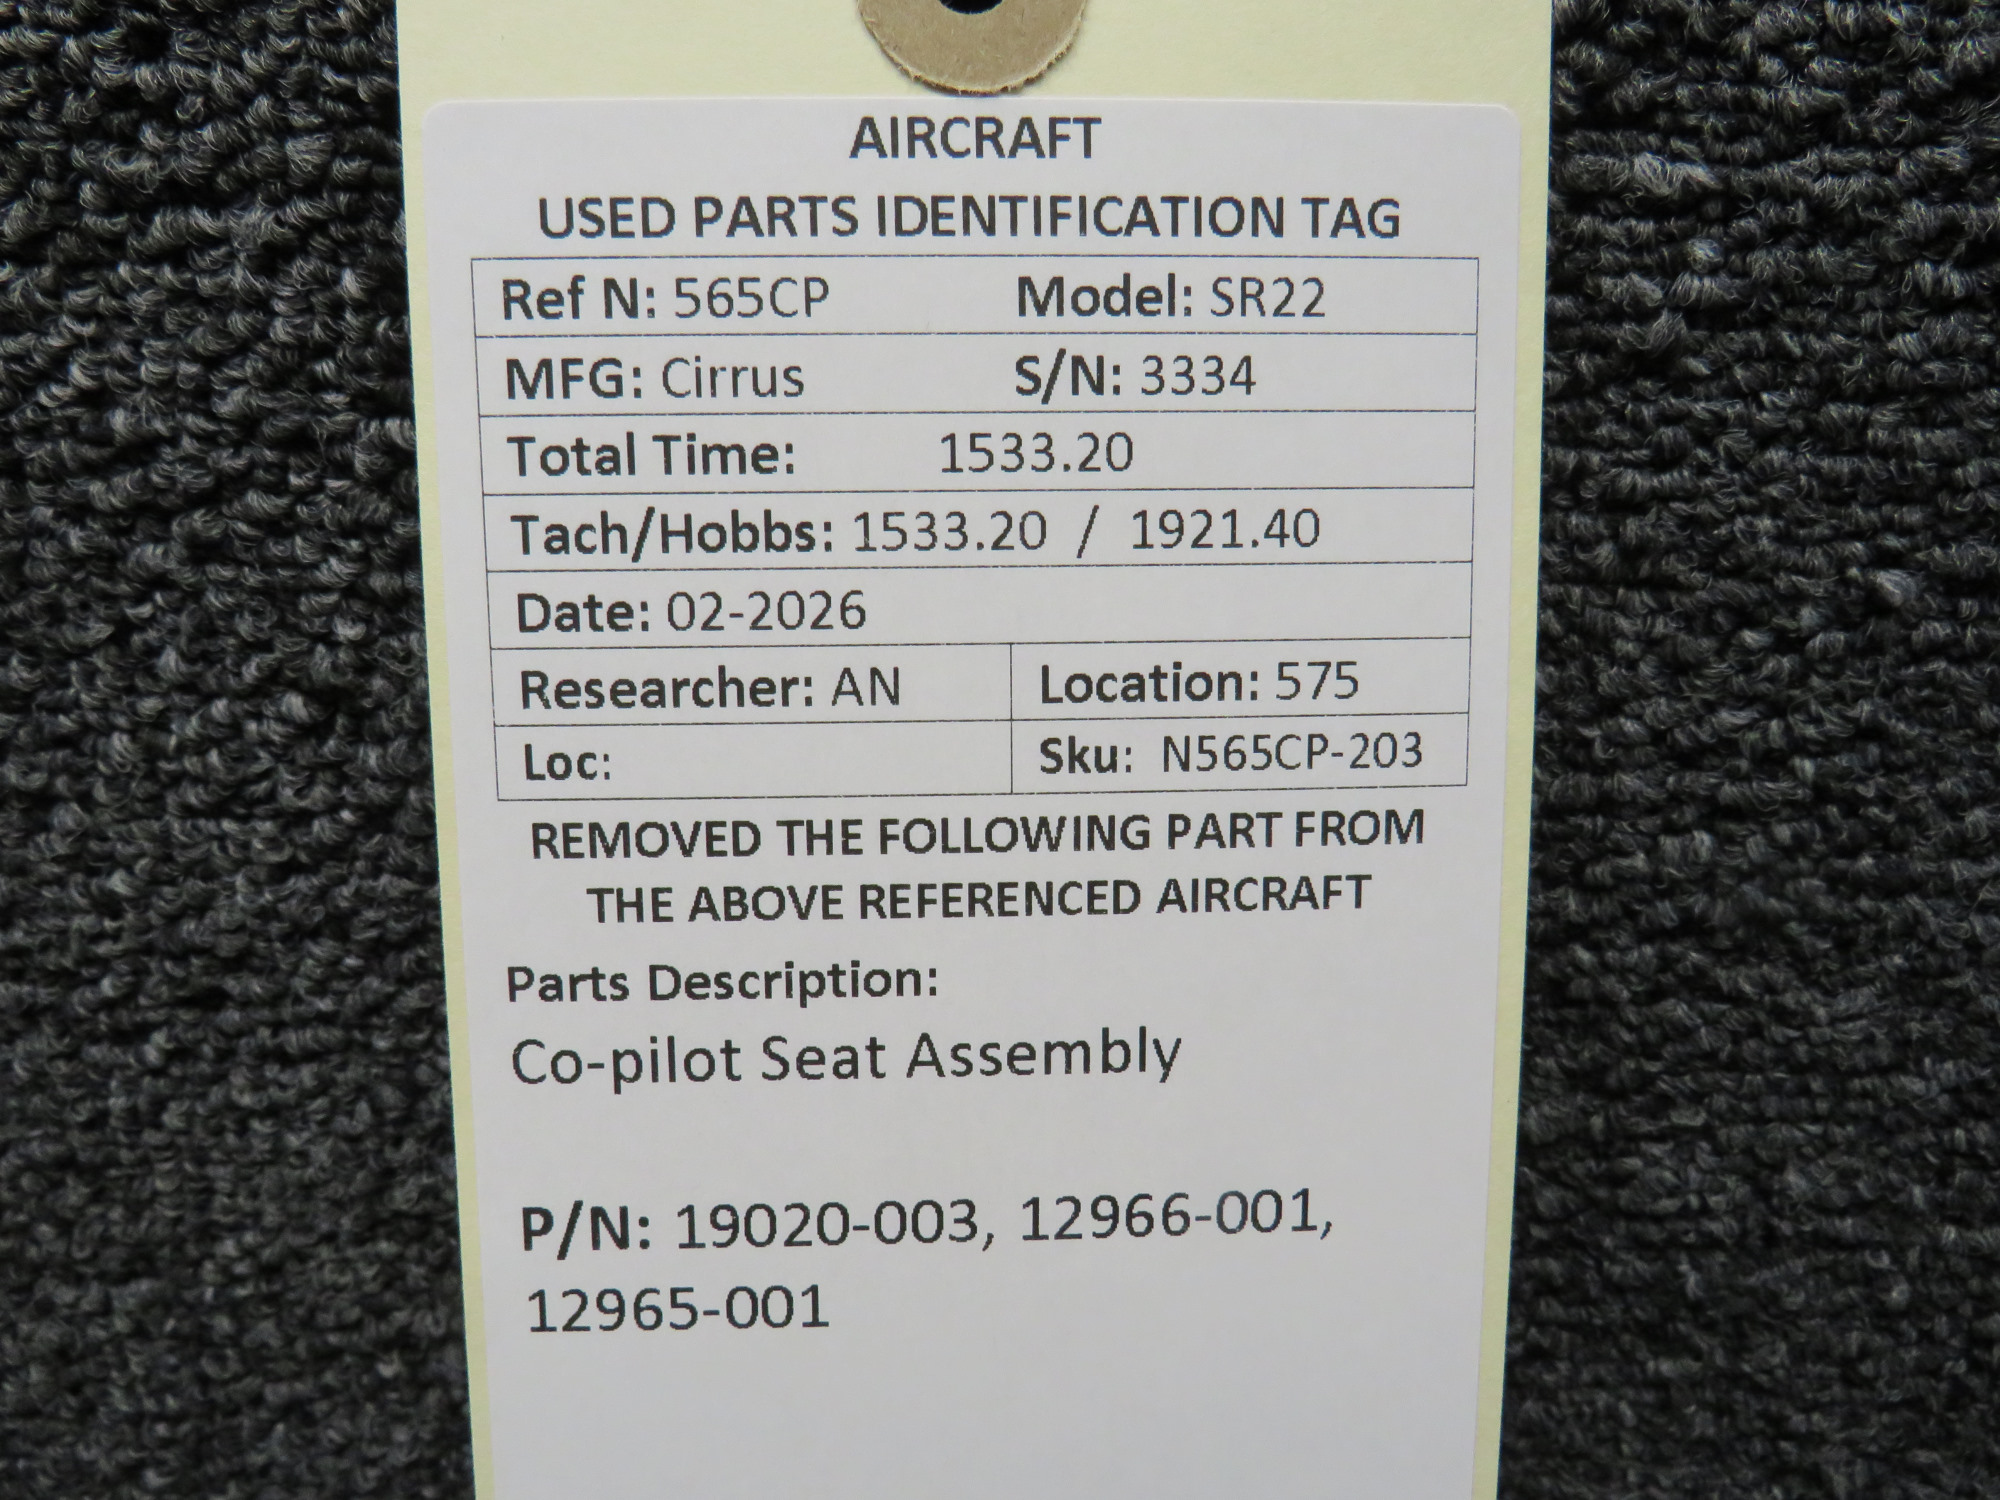 AIRCRAFT
USED PARTS IDENTIFICATION TAG
Ref N: 565CP Model: SR22
MFG: Cirrus S/N: 3334
Total Time: 1533.20
Tach/Hobbs: 1533.20 / 1921.40
Date: 02-2026
Researcher: AN Location: 575
Loc: Sku: N565CP-203
REMOVED THE FOLLOWING PART FROM
THE ABOVE REFERENCED AIRCRAFT
Parts Description:
Co-pilot Seat Assembly
P/N: 19020-003, 12966-001,
12965-001